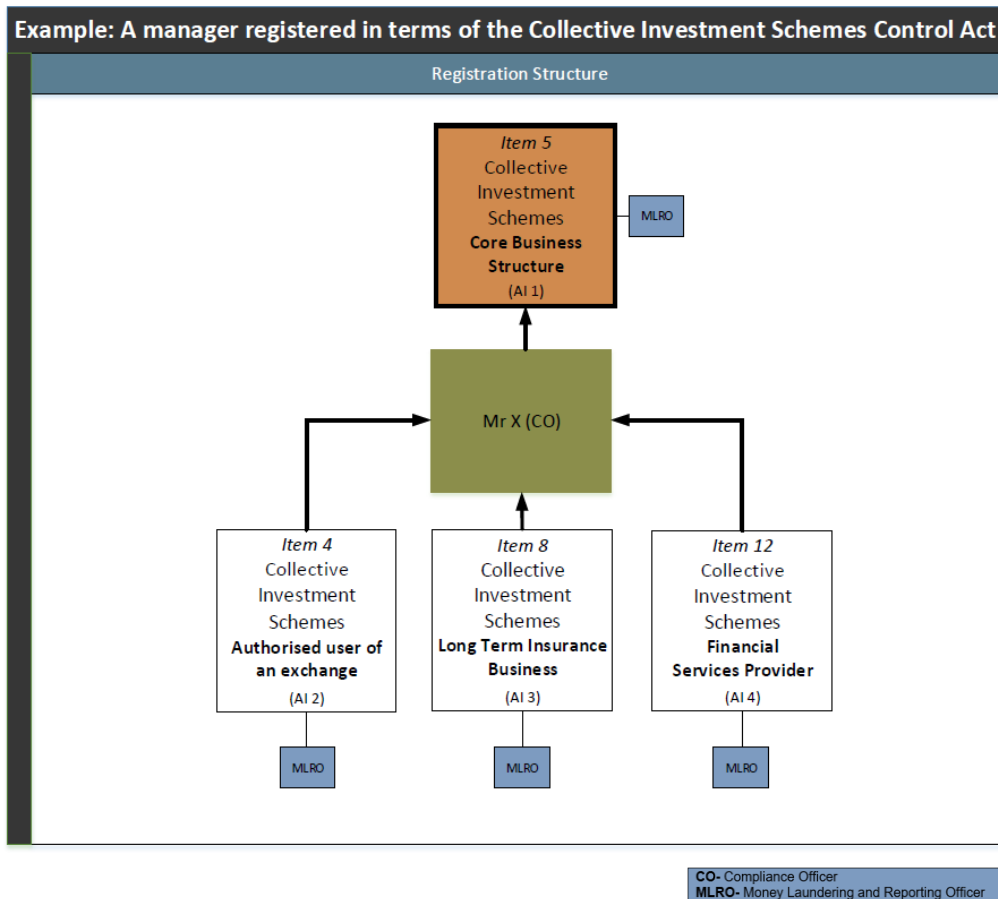 Example: A manager registered in terms of the Collective Investment Schemes Control Act
Registration Structure
Item 5
Collective
Investment
Schemes
Core Business
Structure
(AI 1)
MLRO
Mr X (CO)
Item 4
Collective
Investment
Schemes
Authorised user of
an exchange
(AI 2)
Item 8
Collective
Investment
Schemes
Long Term Insurance
Business
(AI 3)
Item 12
Collective
Investment
Schemes
Financial
Services Provider
(AI 4)
MLRO
MLRO
MLRO
CO- Compliance Officer
MLRO- Money Laundering and Reporting Officer